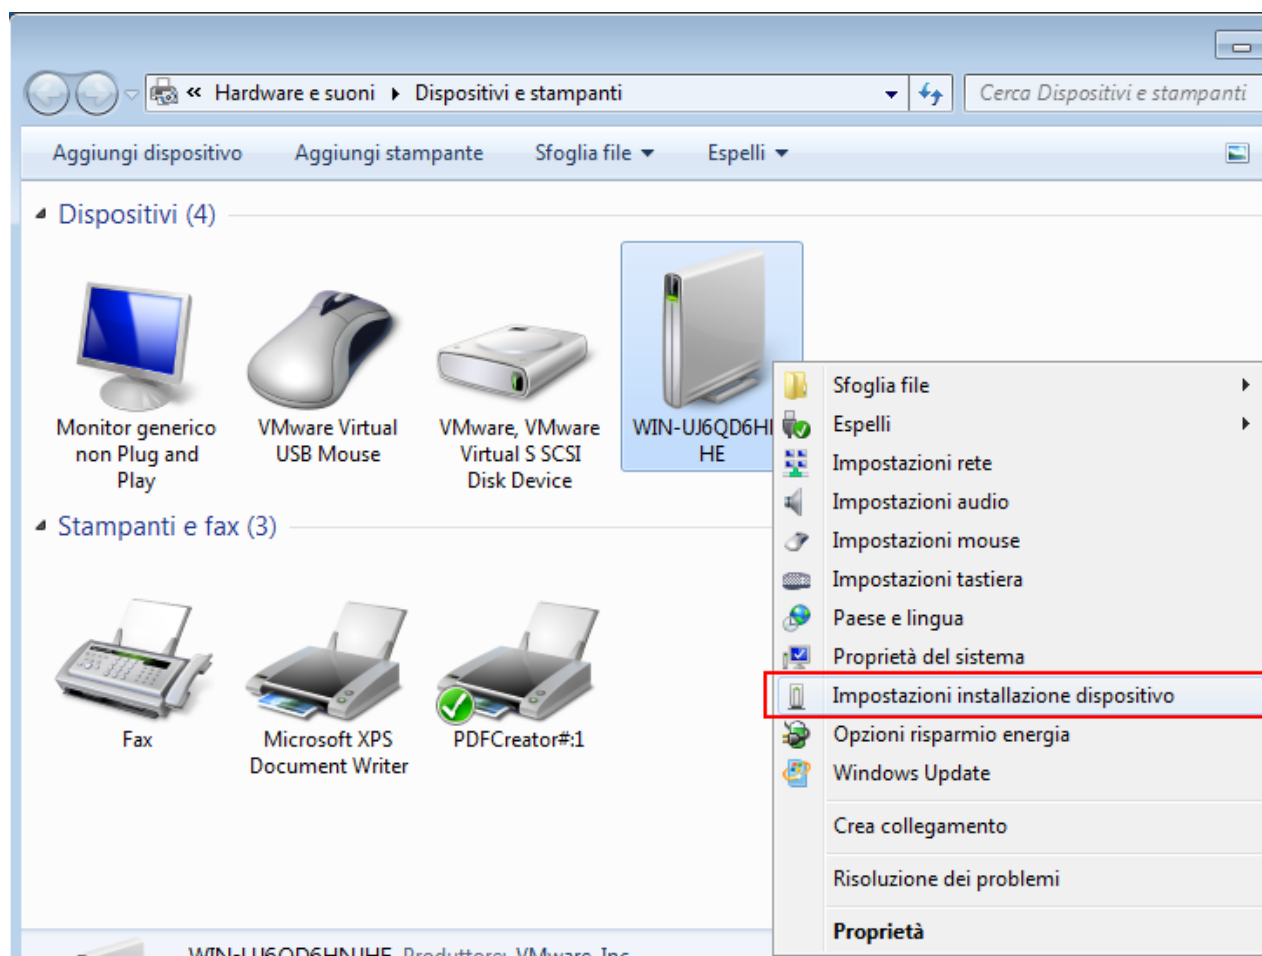 « Hardware e suoni ▸ Dispositivi e stampanti
Cerca Dispositivi e stampanti
Aggiungi dispositivo Aggiungi stampante Sfoglia file Espelli
Dispositivi (4)
Monitor generico
non Plug and
Play
VMware Virtual
USB Mouse
VMware, VMware
Virtual S SCSI
Disk Device
HE
Stampanti e fax (3)
Fax
Microsoft XPS
Document Writer
PDFCreator#:1
Sfoglia file
Espelli
Impostazioni rete
Impostazioni audio
Impostazioni mouse
Impostazioni tastiera
Paese e lingua
Proprietà del sistema
Impostazioni installazione dispositivo
Opzioni risparmio energia
Windows Update
Crea collegamento
Risoluzione dei problemi
Proprietà
Produttore: VMware, Inc.